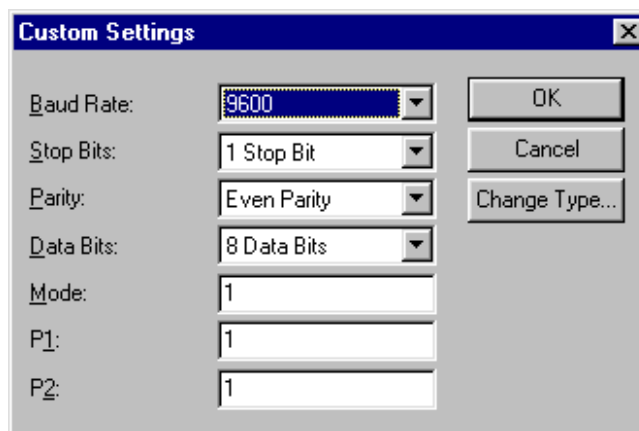 Custom Settings
Baud Rate: 9600 OK
Stop Bits: 1 Stop Bit Cancel
Parity: Even Parity Change Type...
Data Bits: 8 Data Bits
Mode: 1
P1: 1
P2: 1